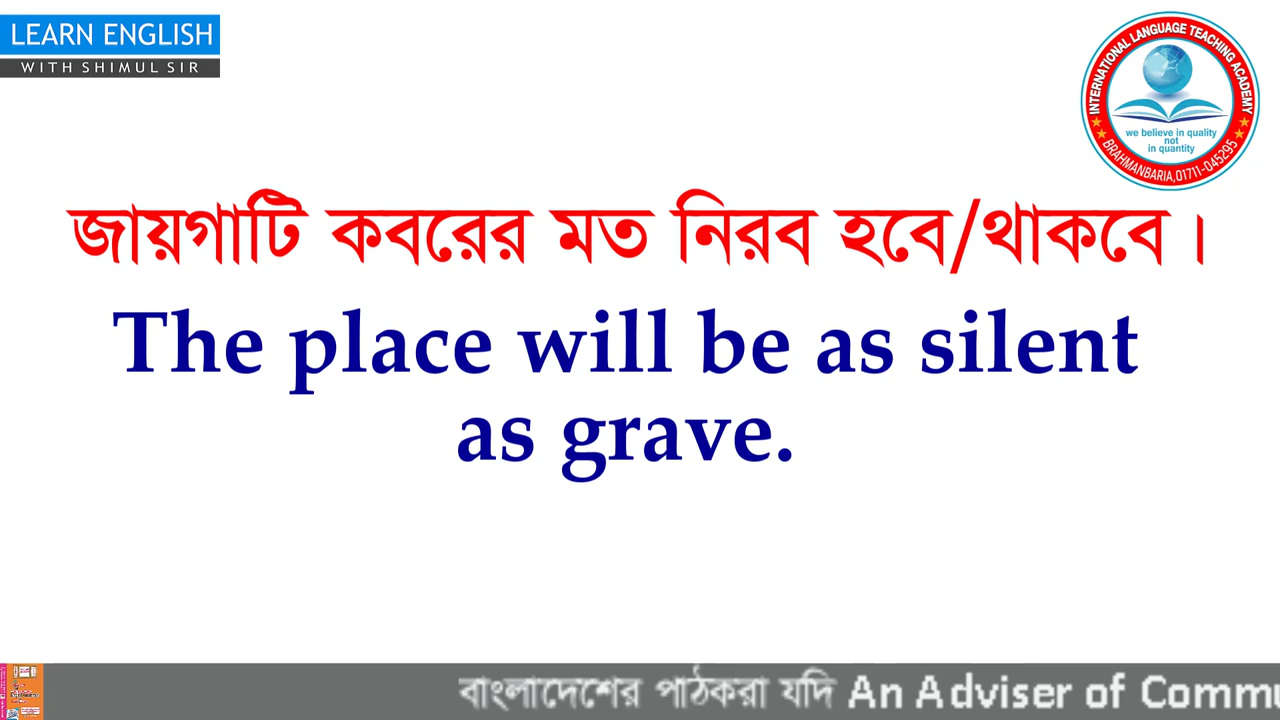 LEARN ENGLISH
WITH SHIMUL SIR
INTERNATIONAL LANGUAGE TEACHING ACADEMY
we believe in quality
not
in quantity
BRAHMANBARIA,01711-045295
জায়গাটি কবরের মত নিরব হবে/থাকবে।
The place will be as silent
as grave.
বাংলাদেশের পাঠকরা যদি An Adviser of Commu